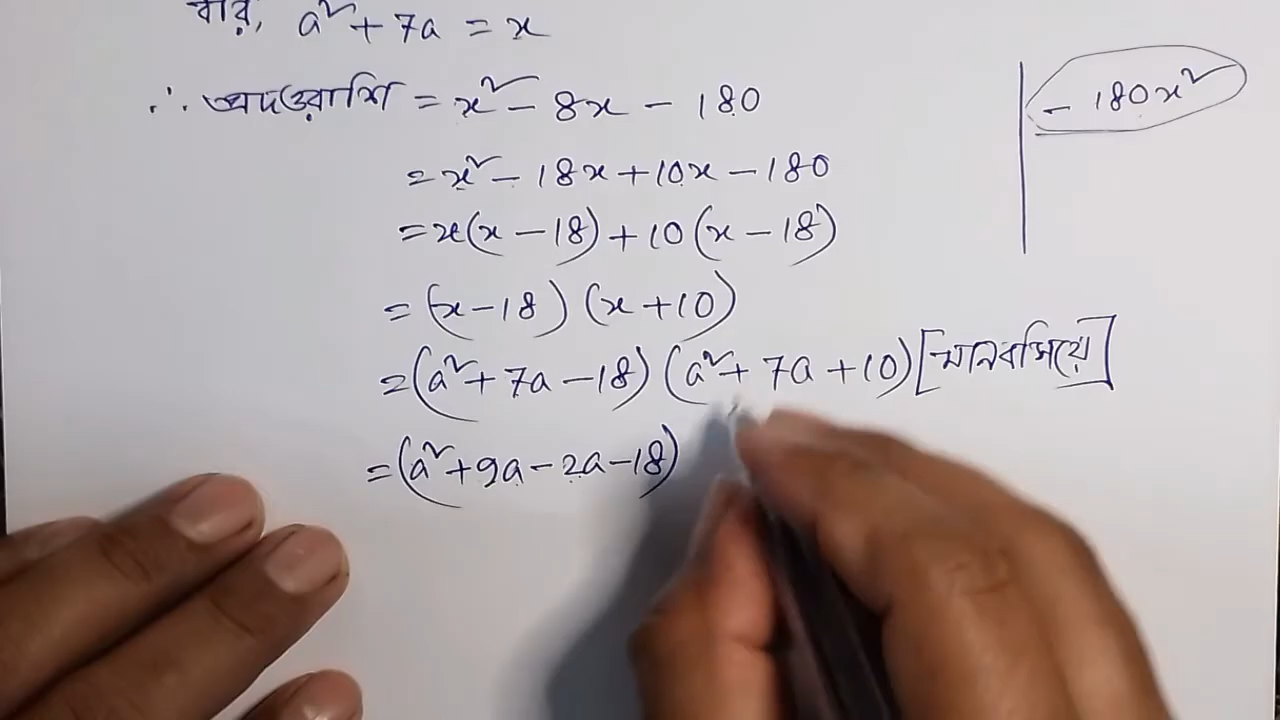 ধরি, a² + 7a = x
∴ প্রদত্তরাশি = x² - 8x - 180
- 180x²
= x² - 18x + 10x - 180
= x(x - 18) + 10(x - 18)
= (x - 18) (x + 10)
= (a² + 7a - 18) (a² + 7a + 10) [মানবসিয়ে]
= (a² + 9a - 2a - 18)